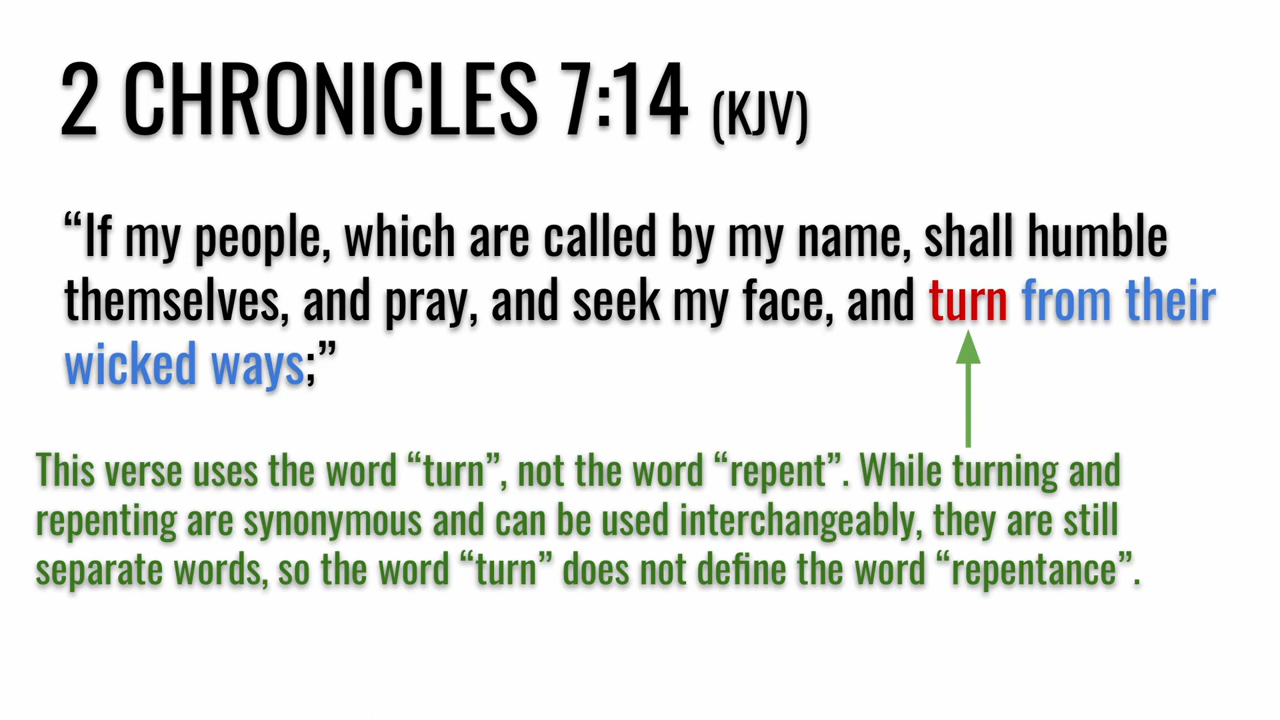 2 CHRONICLES 7:14 (KJV)
“If my people, which are called by my name, shall humble
themselves, and pray, and seek my face, and turn from their
wicked ways;”
This verse uses the word “turn”, not the word “repent”. While turning and
repenting are synonymous and can be used interchangeably, they are still
separate words, so the word “turn” does not define the word “repentance”.